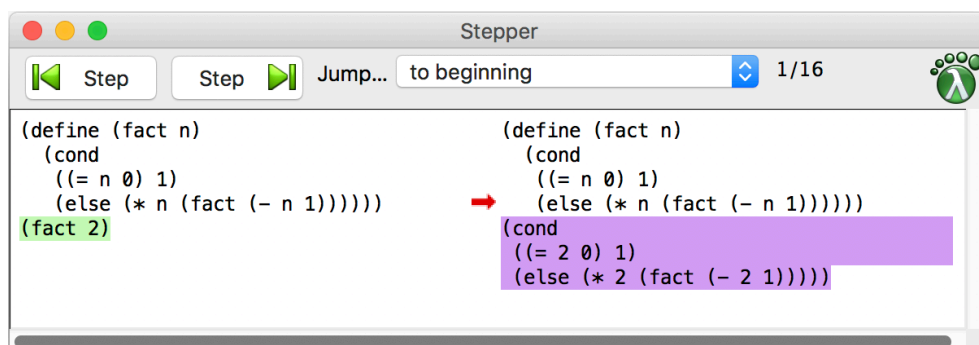 Stepper
Step Step Jump... to beginning 1/16
(define (fact n)
  (cond
   ((= n 0) 1)
   (else (* n (fact (– n 1))))))
(fact 2)
(define (fact n)
  (cond
   ((= n 0) 1)
   (else (* n (fact (– n 1))))))
(cond
 ((= 2 0) 1)
 (else (* 2 (fact (– 2 1)))))
λ